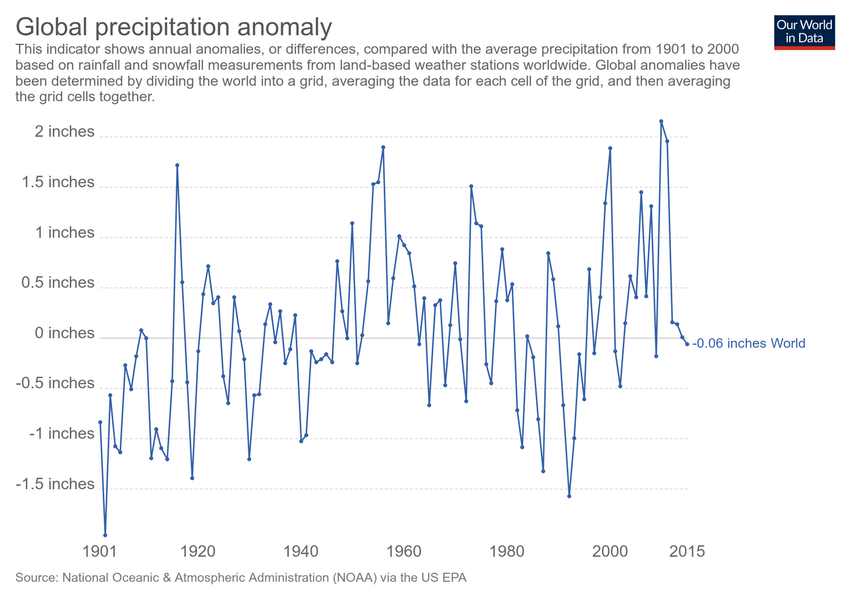 Global precipitation anomaly
Our World
in Data
This indicator shows annual anomalies, or differences, compared with the average precipitation from 1901 to 2000
based on rainfall and snowfall measurements from land-based weather stations worldwide. Global anomalies have
been determined by dividing the world into a grid, averaging the data for each cell of the grid, and then averaging
the grid cells together.
2 inches
1.5 inches
1 inches
0.5 inches
0 inches
-0.06 inches World
-0.5 inches
-1 inches
-1.5 inches
1901 1920 1940 1960 1980 2000 2015
Source: National Oceanic & Atmospheric Administration (NOAA) via the US EPA